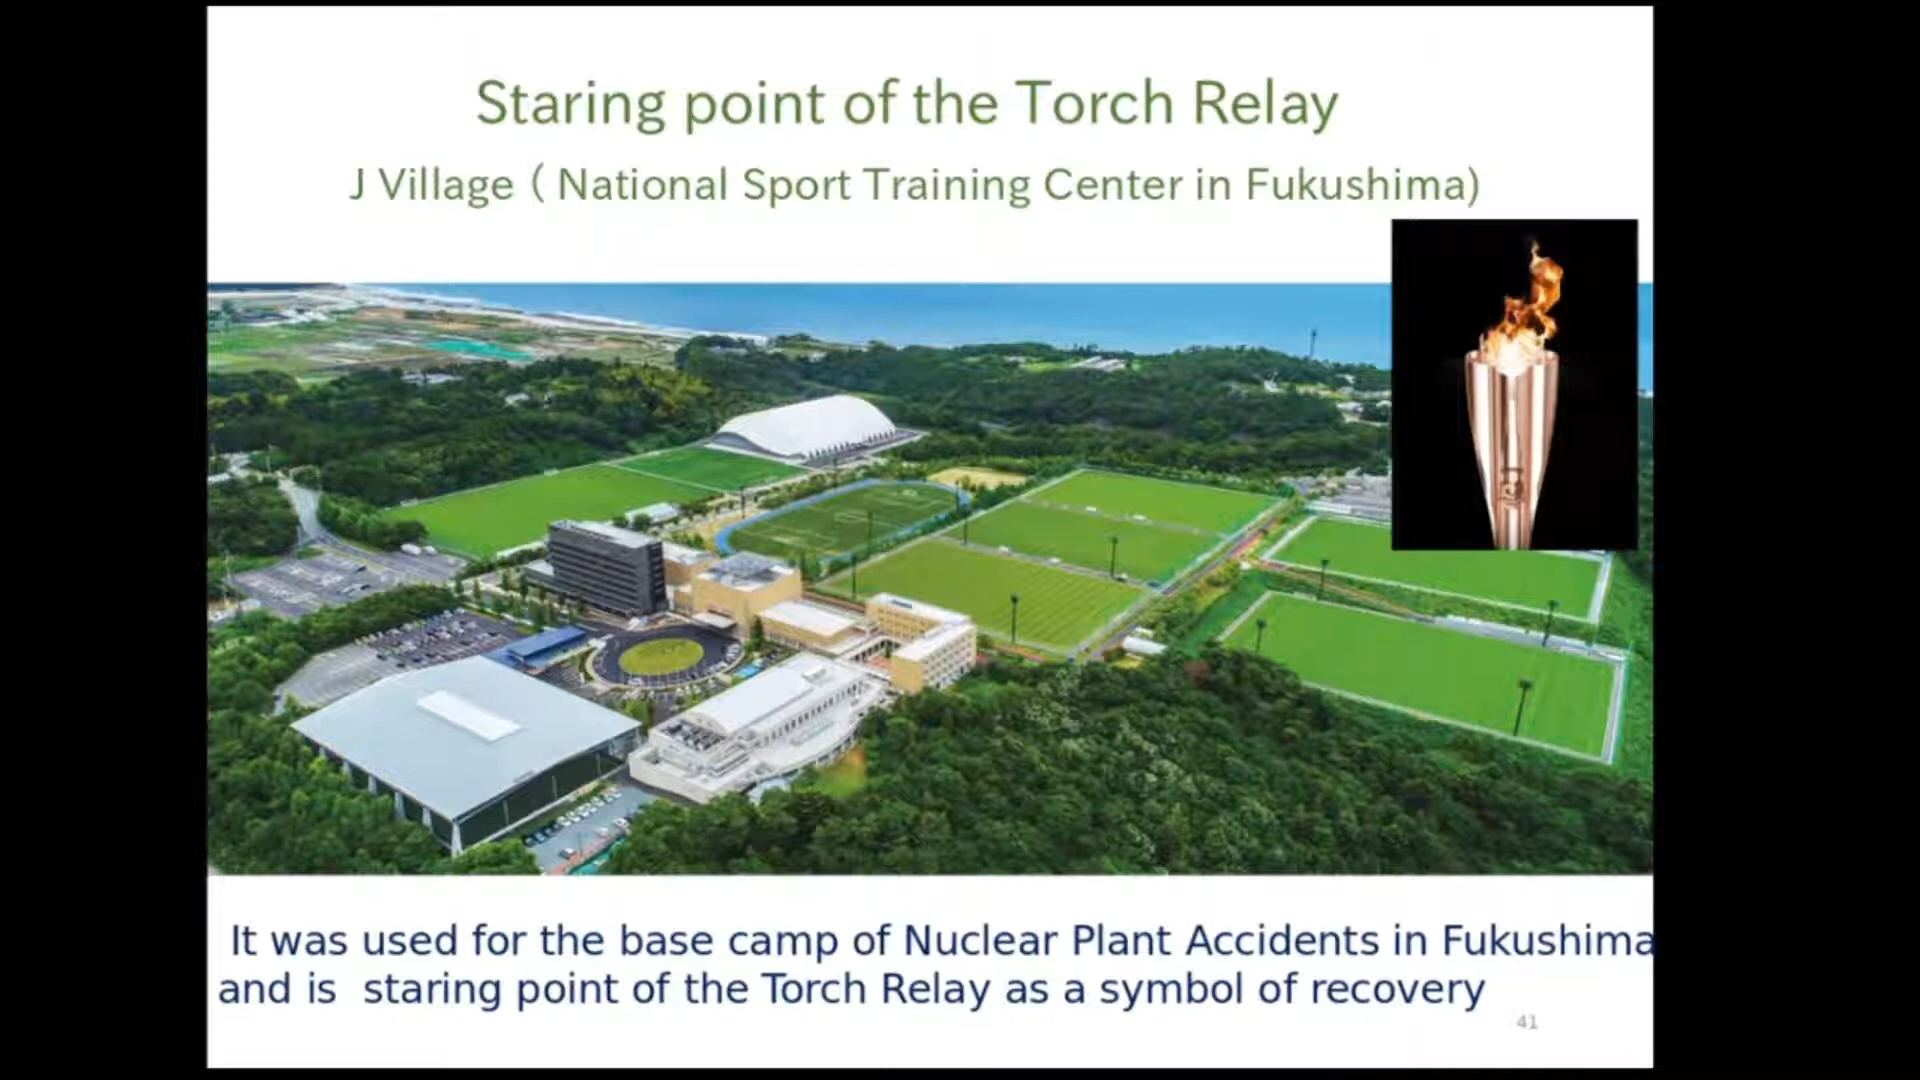 Staring point of the Torch Relay
J Village ( National Sport Training Center in Fukushima)
It was used for the base camp of Nuclear Plant Accidents in Fukushima
and is staring point of the Torch Relay as a symbol of recovery
41